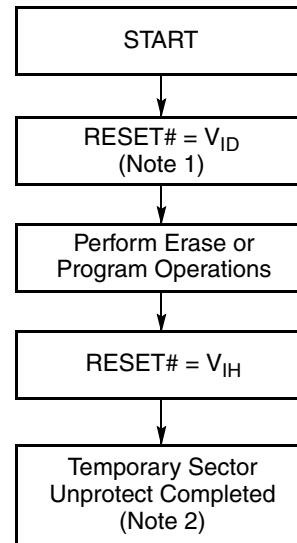 START
RESET# = V_ID
(Note 1)
Perform Erase or
Program Operations
RESET# = V_IH
Temporary Sector
Unprotect Completed
(Note 2)